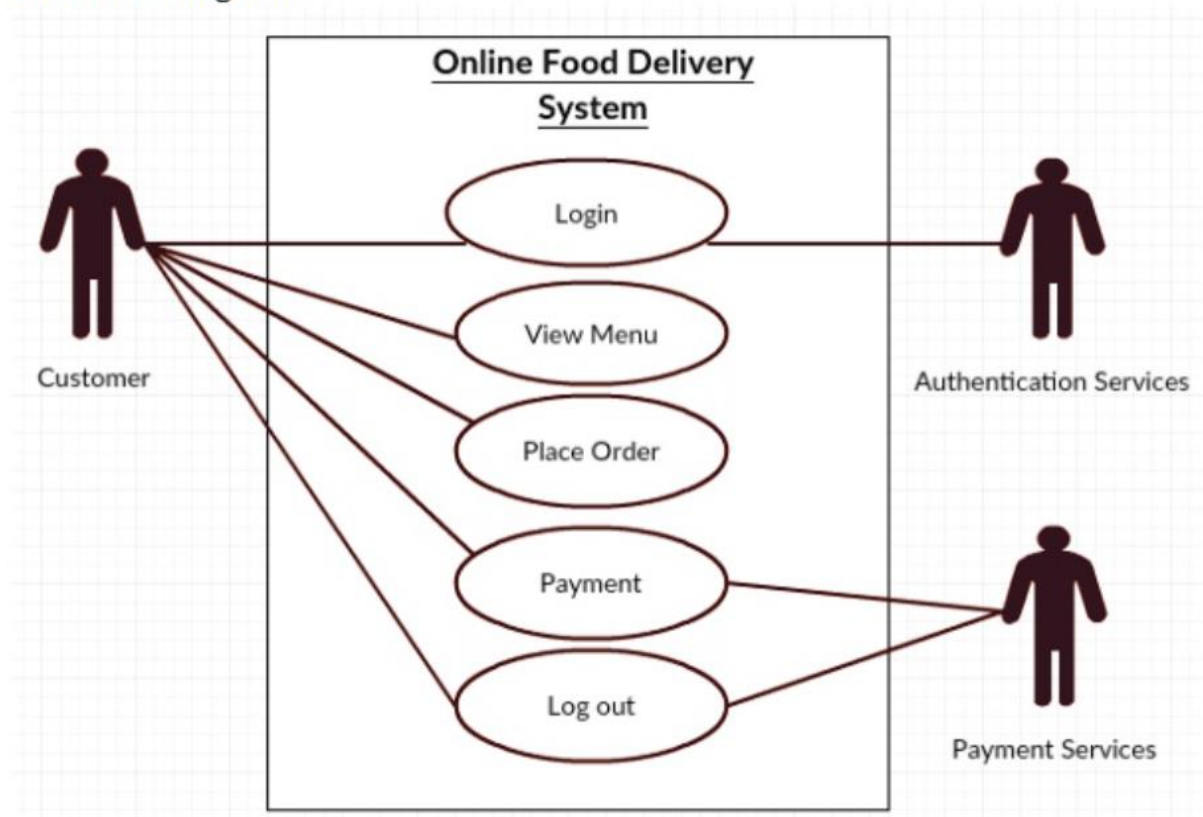 Online Food Delivery
System
Login
View Menu
Customer
Authentication Services
Place Order
Payment
Log out
Payment Services